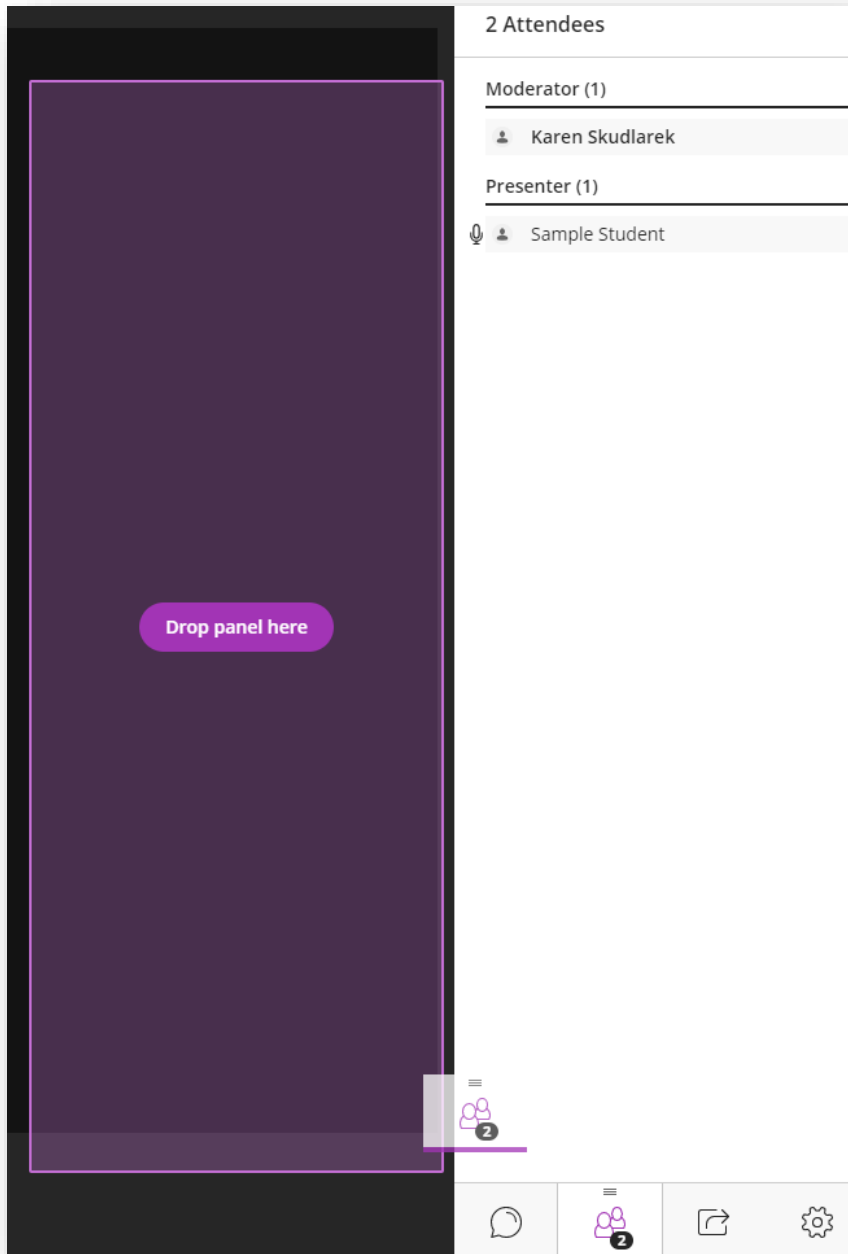 2 Attendees
Moderator (1)
Karen Skudlarek
Presenter (1)
Sample Student
Drop panel here
2
2